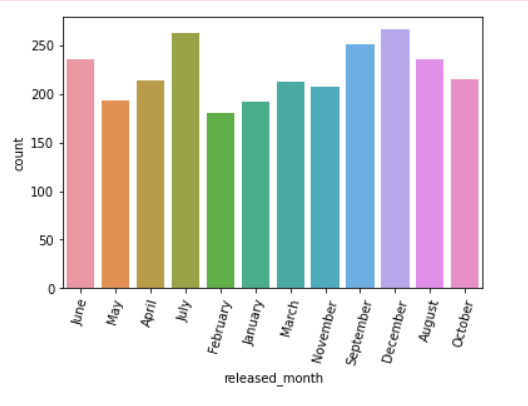 250
200
150
100
50
0
count
June
May
April
July
February
January
March
November
September
December
August
October
released_month